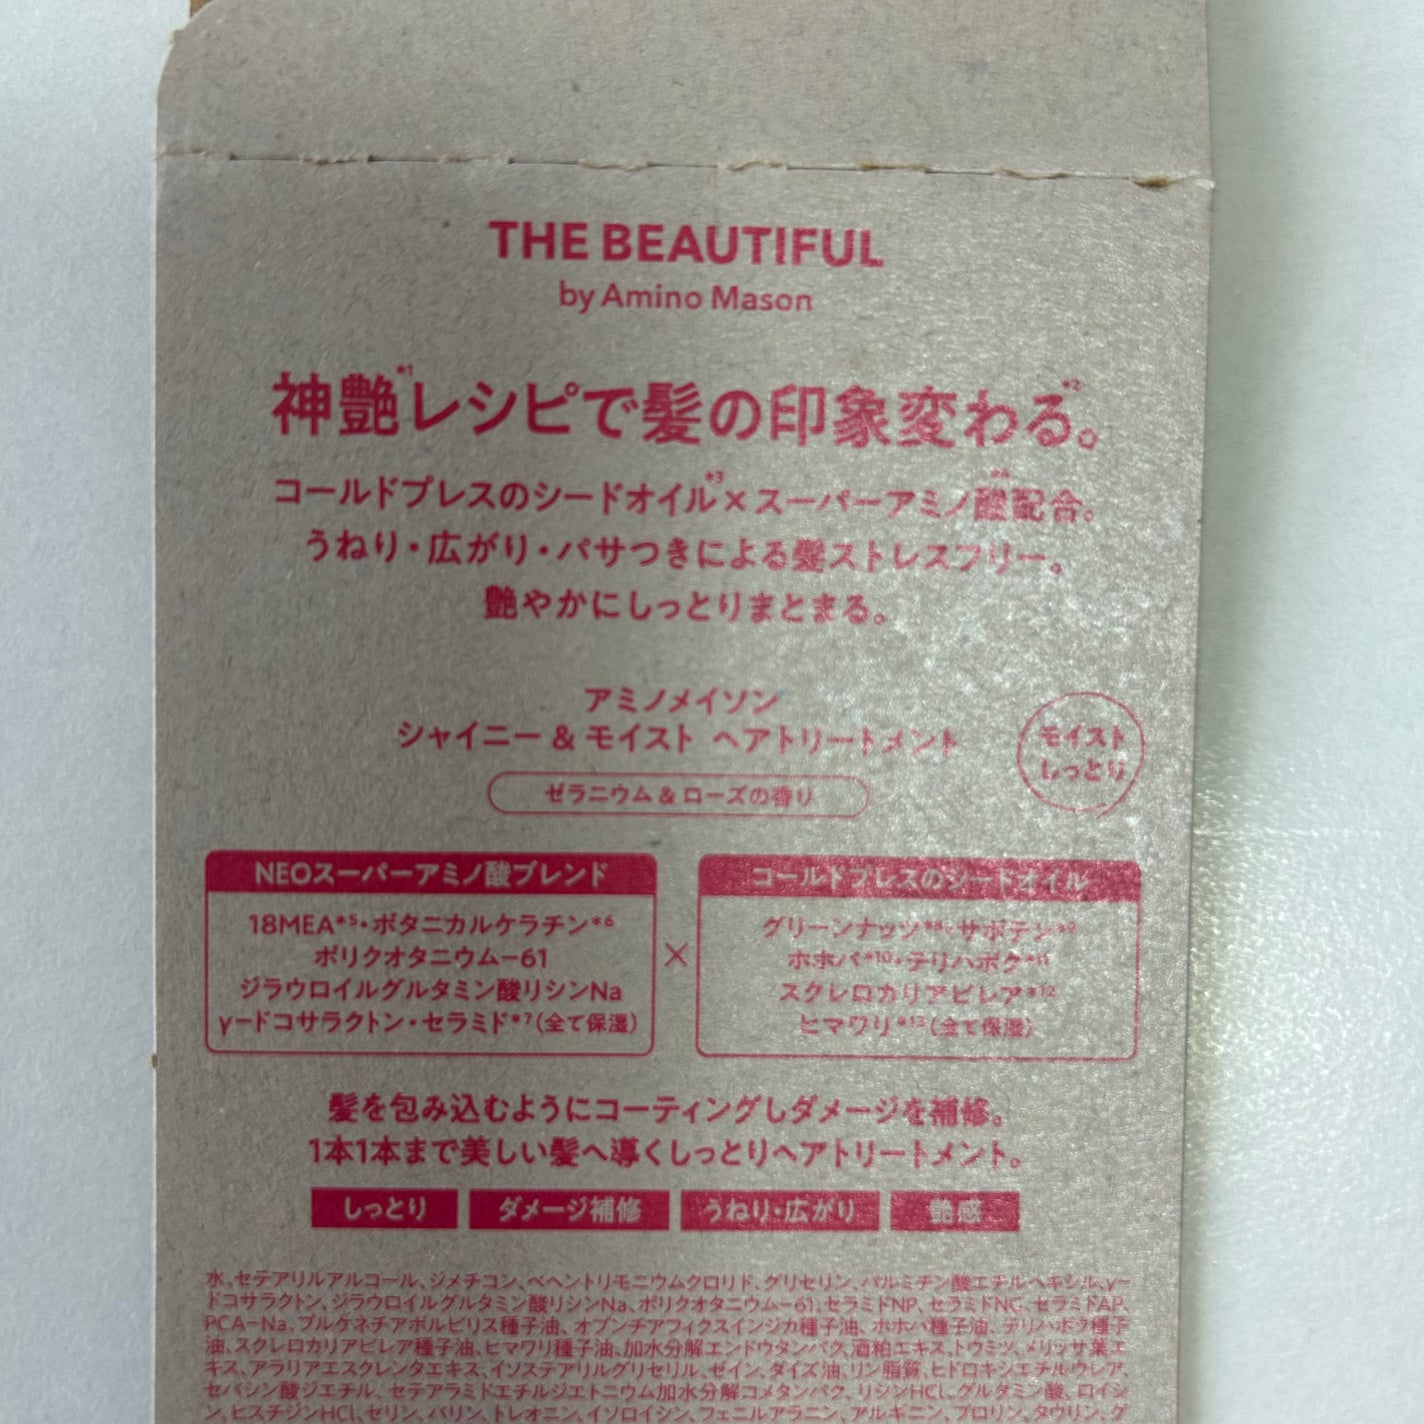 THE BEAUTIFUL
by Amino Mason
神艶*1レシピで髪の印象変わる*2。
コールドプレスのシードオイル*3×スーパーアミノ酸*4配合。
うねり・広がり・パサつきによる髪ストレスフリー。
艶やかにしっとりまとまる。
アミノメイソン
シャイニー & モイスト ヘアトリートメント
モイスト
しっとり
ゼラニウム & ローズの香り
NEOスーパーアミノ酸ブレンド
18MEA*5・ボタニカルケラチン*6
ポリクオタニウム−61
ジラウロイルグルタミン酸リシンNa
γ−ドコサラクトン・セラミド*7(全て保湿)
×
コールドプレスのシードオイル
グリーンナッツ*8・サボテン*9
ホホバ*10・テリハボク*11
スクレロカリアビレア*12
ヒマワリ*13(全て保湿)
髪を包み込むようにコーティングしダメージを補修。
1本1本まで美しい髪へ導くしっとりヘアトリートメント。
しっとり ダメージ補修 うねり・広がり 艶感
水、セテアリルアルコール、ジメチコン、ベヘントリモニウムクロリド、グリセリン、パルミチン酸エチルヘキシル、γ−
ドコサラクトン、ジラウロイルグルタミン酸リシンNa、ポリクオタニウム−61、セラミドNP、セラミドNG、セラミドAP、
PCA−Na、プルケネチアボルビリス種子油、オプンチアフィクスインジカ種子油、ホホバ種子油、テリハボク種子
油、スクレロカリアビレア種子油、ヒマワリ種子油、加水分解エンドウタンパク、酒粕エキス、トウミツ、メリッサ葉エ
キス、アラリアエスクレンタエキス、イソステアリルグリセリル、ゼイン、ダイズ油、リン脂質、ヒドロキシエチルウレア、
セバシン酸ジエチル、セテアラミドエチルジエトニウム加水分解コメタンパク、リシンHCl、グルタミン酸、ロイシ
ン、ヒスチジンHCl、セリン、バリン、トレオニン、イソロイシン、フェニルアラニン、アルギニン、プロリン、タウリン、グ